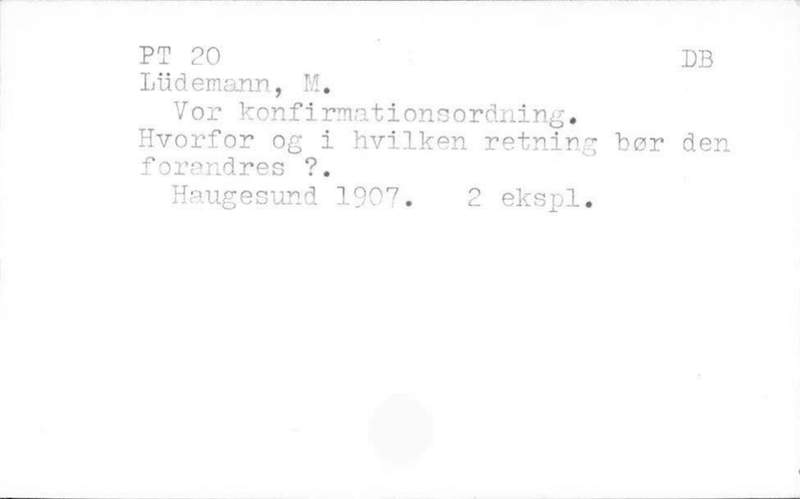 PT 20 DB
Lüdemann, M.
Vor konfirmationsordning.
Hvorfor og i hvilken retning bør den
forandres ?.
Haugesund 1907. 2 ekspl.